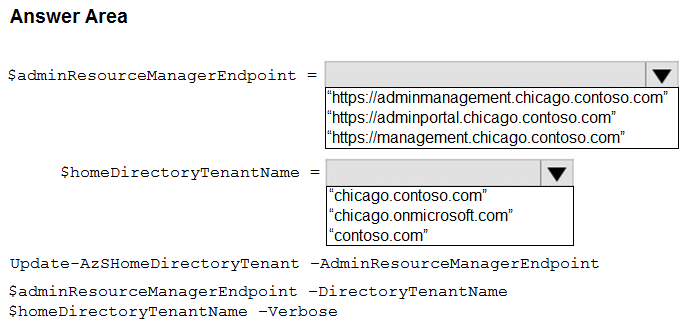 Answer Area
$adminResourceManagerEndpoint =
“https://adminmanagement.chicago.contoso.com”
“https://adminportal.chicago.contoso.com”
“https://management.chicago.contoso.com”
$homeDirectoryTenantName =
“chicago.contoso.com”
“chicago.onmicrosoft.com”
“contoso.com”
Update-AzSHomeDirectoryTenant -AdminResourceManagerEndpoint
$adminResourceManagerEndpoint -DirectoryTenantName
$homeDirectoryTenantName -Verbose